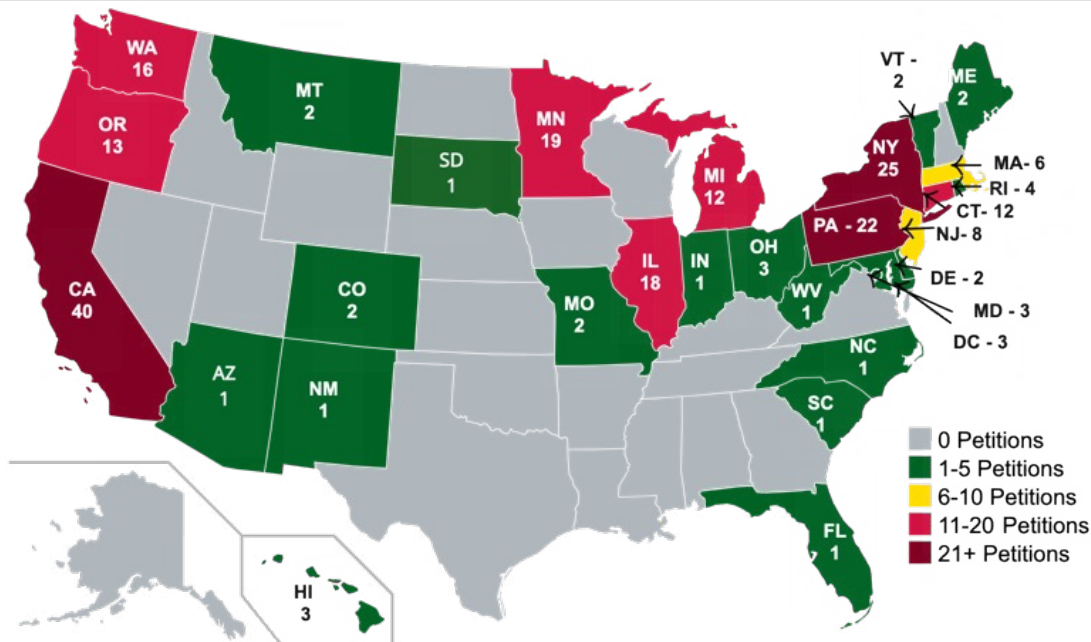 WA
16
OR
13
CA
40
MT
2
SD
1
MN
19
MI
12
IL
18
IN
1
OH
3
MO
2
CO
2
AZ
1
NM
1
WV
1
NC
1
SC
1
FL
1
HI
3
NY
25
PA - 22
VT -
2
ME
2
MA- 6
RI - 4
CT- 12
NJ- 8
DE - 2
MD - 3
DC - 3
0 Petitions
1-5 Petitions
6-10 Petitions
11-20 Petitions
21+ Petitions